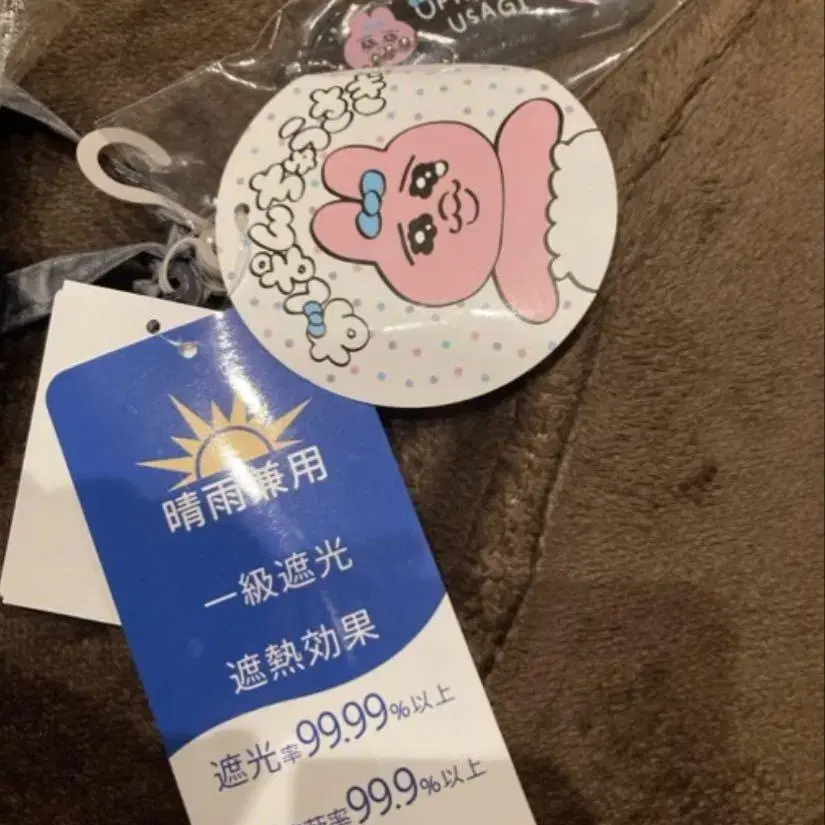 USAGI
おぱんちゅうさぎ
晴雨兼用
一級遮光
遮熱効果
遮光率99.99%以上
99.9%以上